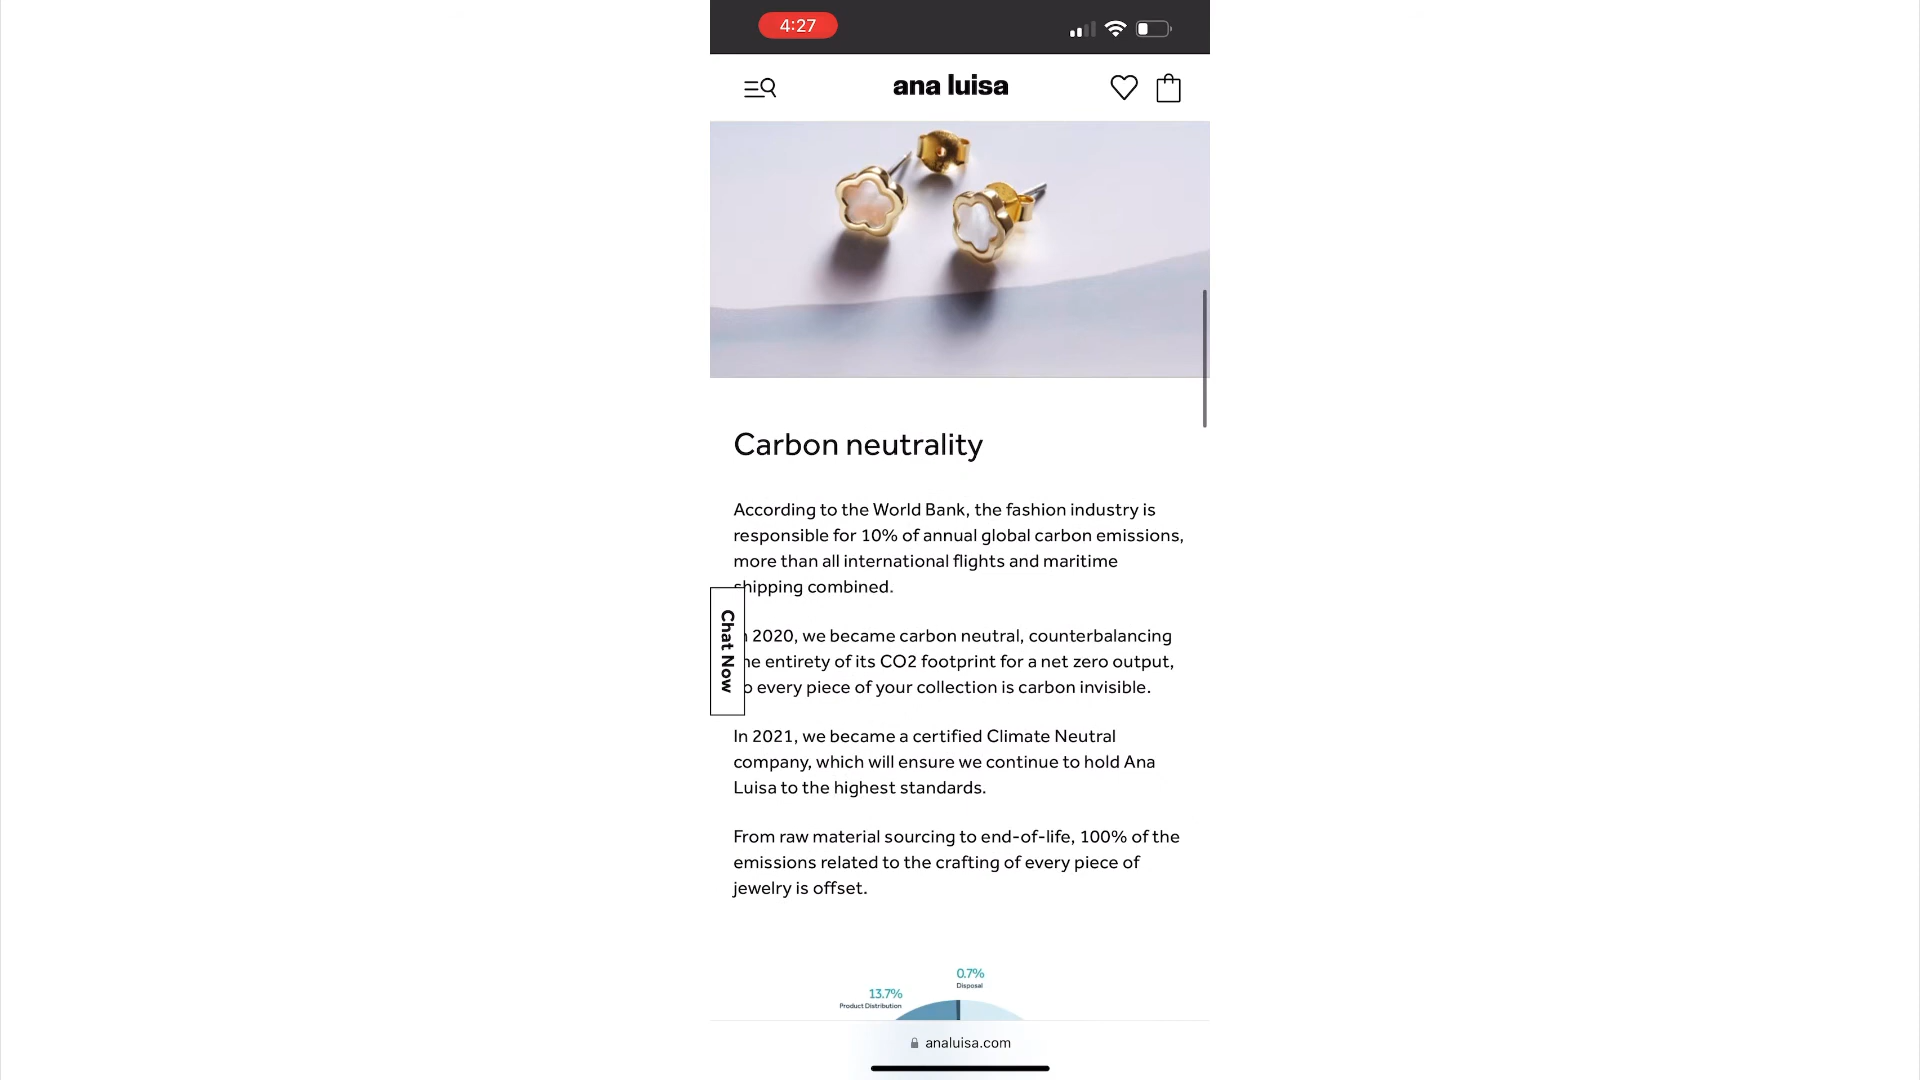 4:27
ana luisa
Carbon neutrality
According to the World Bank, the fashion industry is
responsible for 10% of annual global carbon emissions,
more than all international flights and maritime
shipping combined.
2020, we became carbon neutral, counterbalancing
entirety of its CO2 footprint for a net zero output,
every piece of your collection is carbon invisible.
Chat Now
In 2021, we became a certified Climate Neutral
company, which will ensure we continue to hold Ana
Luisa to the highest standards.
From raw material sourcing to end-of-life, 100% of the
emissions related to the crafting of every piece of
jewelry is offset.
0.7%
Disposal
13.7%
Product Distribution
analuisa.com